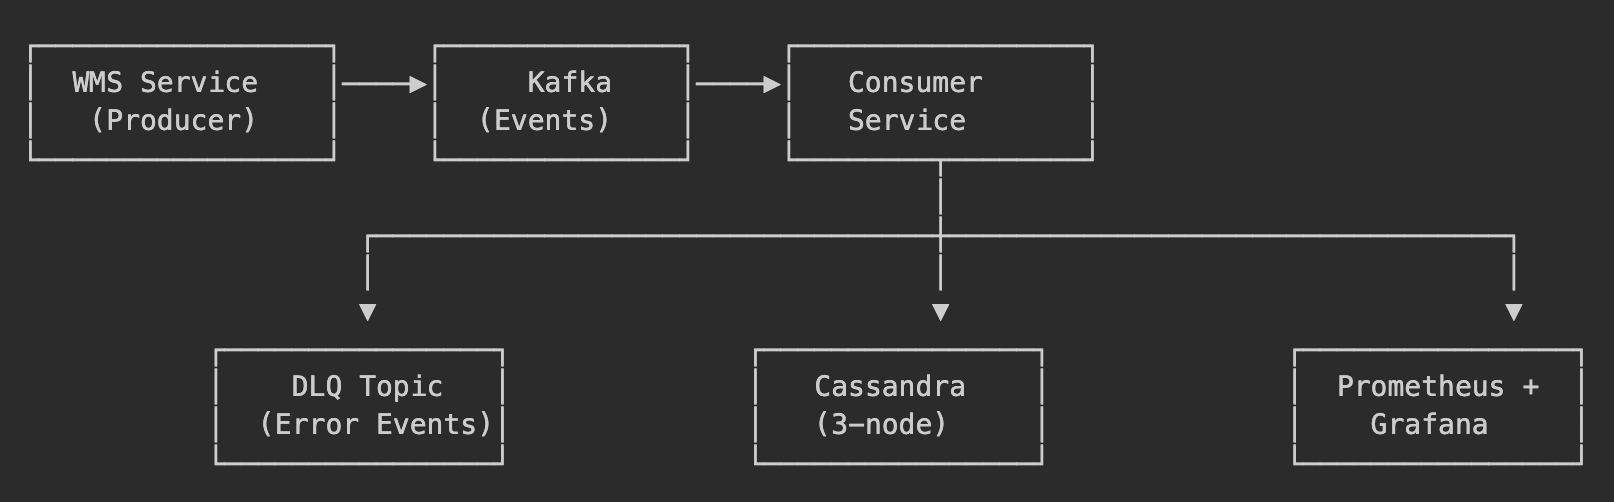 WMS Service
(Producer)
Kafka
(Events)
Consumer
Service
DLQ Topic
(Error Events)
Cassandra
(3-node)
Prometheus +
Grafana